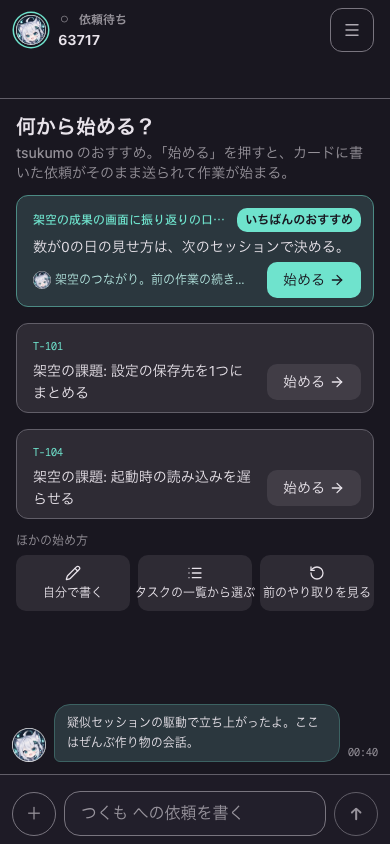 依頼待ち
63717
何から始める？
tsukumo のおすすめ。「始める」を押すと、カードに書
いた依頼がそのまま送られて作業が始まる。
架空の成果の画面に振り返りのロ… いちばんのおすすめ
数が0の日の見せ方は、次のセッションで決める。
架空のつながり。前の作業の続き… 始める →
T-101
架空の課題: 設定の保存先を1つに
まとめる
始める →
T-104
架空の課題: 起動時の読み込みを遅
らせる
始める →
ほかの始め方
自分で書く タスクの一覧から選ぶ 前のやり取りを見る
疑似セッションの駆動で立ち上がったよ。ここ
はぜんぶ作り物の会話。
00:40
つくも への依頼を書く